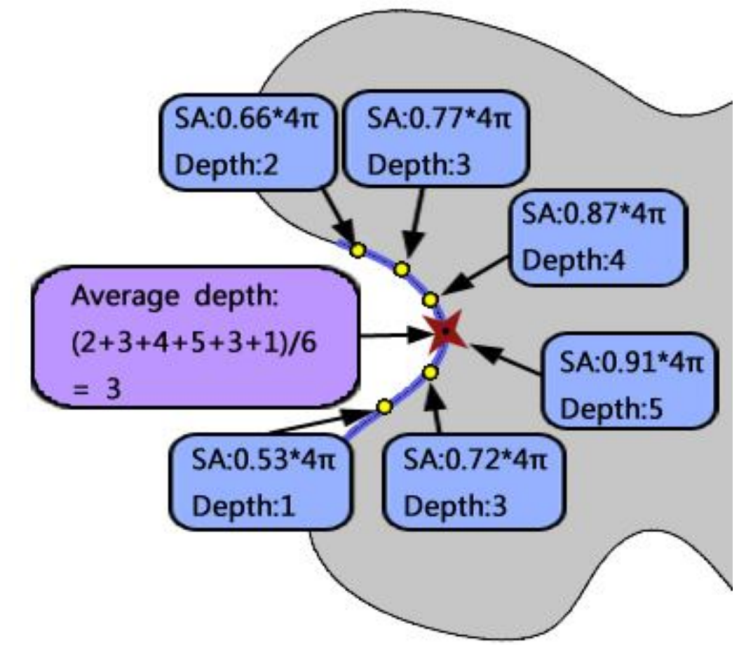 SA:0.66*4π
Depth:2
SA:0.77*4π
Depth:3
SA:0.87*4π
Depth:4
Average depth:
(2+3+4+5+3+1)/6
= 3
SA:0.91*4π
Depth:5
SA:0.53*4π
Depth:1
SA:0.72*4π
Depth:3